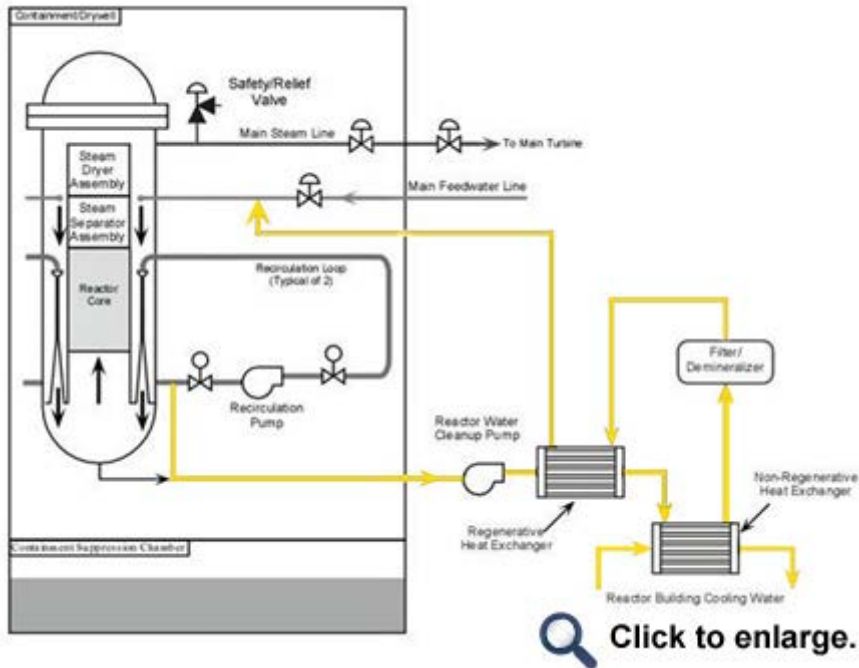 Containment/Drywell
Safety/Relief
Valve
Main Steam Line
To Main Turbine
Steam
Dryer
Assembly
Main Feedwater Line
Steam
Separator
Assembly
Recirculation Loop
(Typical of 2)
Reactor
Core
Filter/
Demineralizer
Recirculation
Pump
Reactor Water
Cleanup Pump
Non-Regenerative
Heat Exchanger
Regenerative
Heat Exchanger
Containment Suppression Chamber
Reactor Building Cooling Water
Click to enlarge.